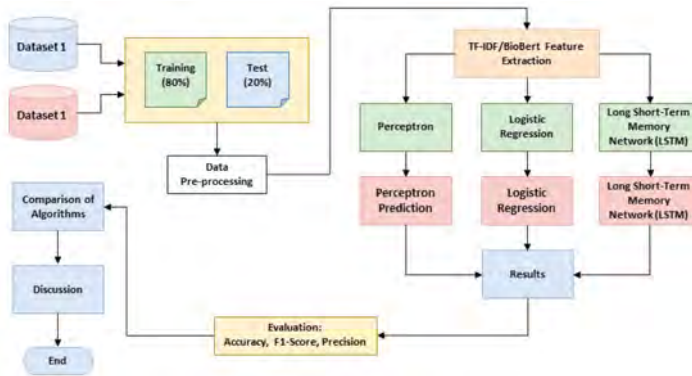 Dataset 1
Dataset 1
Training
(80%)
Test
(20%)
Data
Pre-processing
TF-IDF/BioBert Feature
Extraction
Perceptron
Logistic
Regression
Long Short-Term
Memory
Network (LSTM)
Perceptron
Prediction
Logistic
Regression
Long Short-Term
Memory
Network (LSTM)
Results
Evaluation:
Accuracy, F1-Score, Precision
Comparison of
Algorithms
Discussion
End